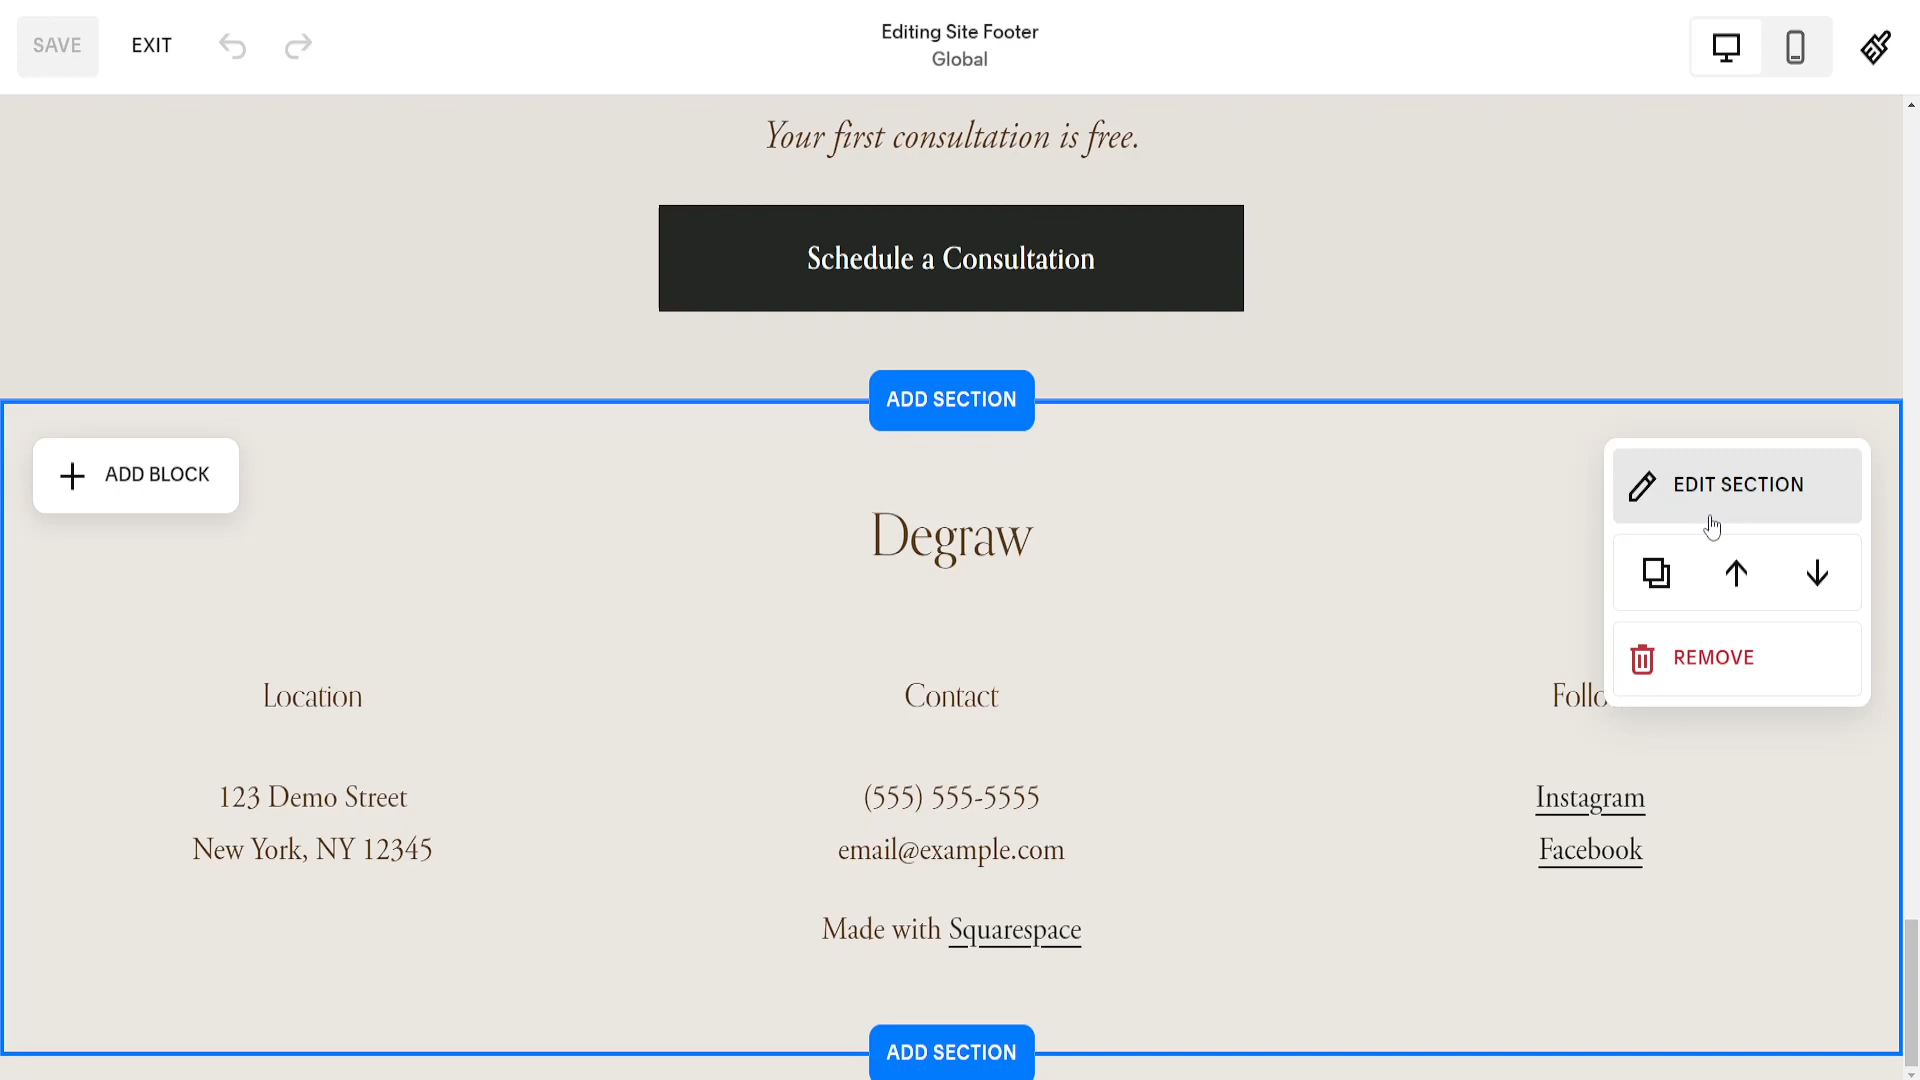 SAVE
EXIT
Editing Site Footer
Global
Your first consultation is free.
Schedule a Consultation
ADD SECTION
ADD BLOCK
EDIT SECTION
Degraw
REMOVE
Location
Contact
Follo
123 Demo Street
New York, NY 12345
(555) 555-5555
email@example.com
Instagram
Facebook
Made with Squarespace
ADD SECTION